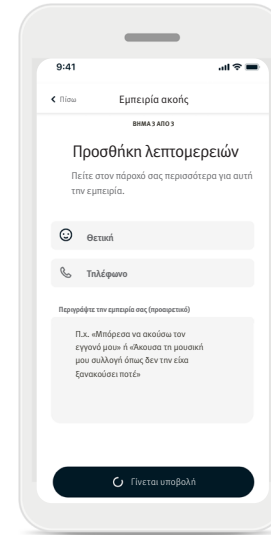 9:41
Πίσω
Εμπειρία ακοής
ΒΗΜΑ 3 ΑΠΟ 3
Προσθήκη λεπτομερειών
Πείτε στον πάροχό σας περισσότερα για αυτή
την εμπειρία.
Θετική
Τηλέφωνο
Περιγράψτε την εμπειρία σας (προαιρετικό)
Π.χ. «Μπόρεσα να ακούσω τον
εγγονό μου» ή «Άκουσα τη μουσική
μου συλλογή όπως δεν την είχα
ξανακούσει ποτέ»
Γίνεται υποβολή